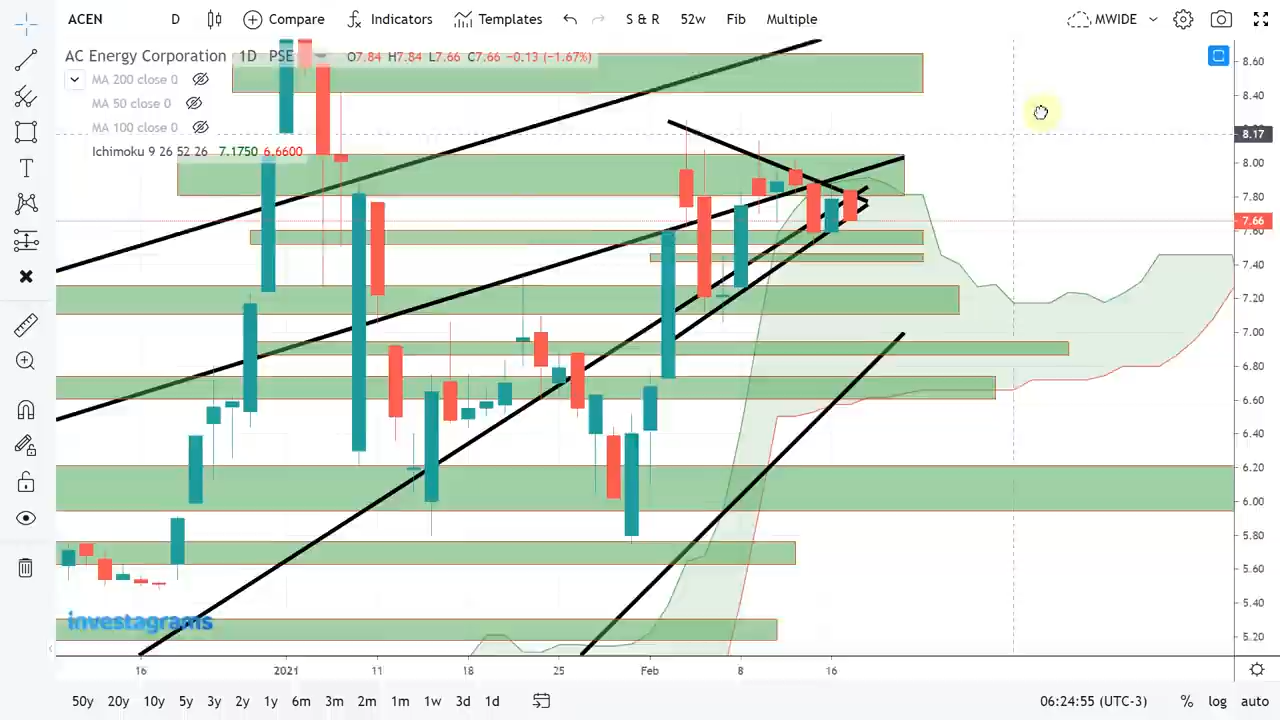 ACEN D Compare Indicators Templates S & R 52w Fib Multiple MWIDE
AC Energy Corporation 1D PSE O7.84 H7.84 L7.66 C7.66 −0.13 (−1.67%)
MA 200 close 0
MA 50 close 0
MA 100 close 0
Ichimoku 9 26 52 26 7.1750 6.6600
8.60
8.40
8.17
8.00
7.80
7.66
7.60
7.40
7.20
7.00
6.80
6.60
6.40
6.20
6.00
5.80
5.60
5.40
5.20
investagrams
16 2021 11 18 25 Feb 8 16
50y 20y 10y 5y 3y 2y 1y 6m 3m 2m 1m 1w 3d 1d 06:24:55 (UTC-3) % log auto